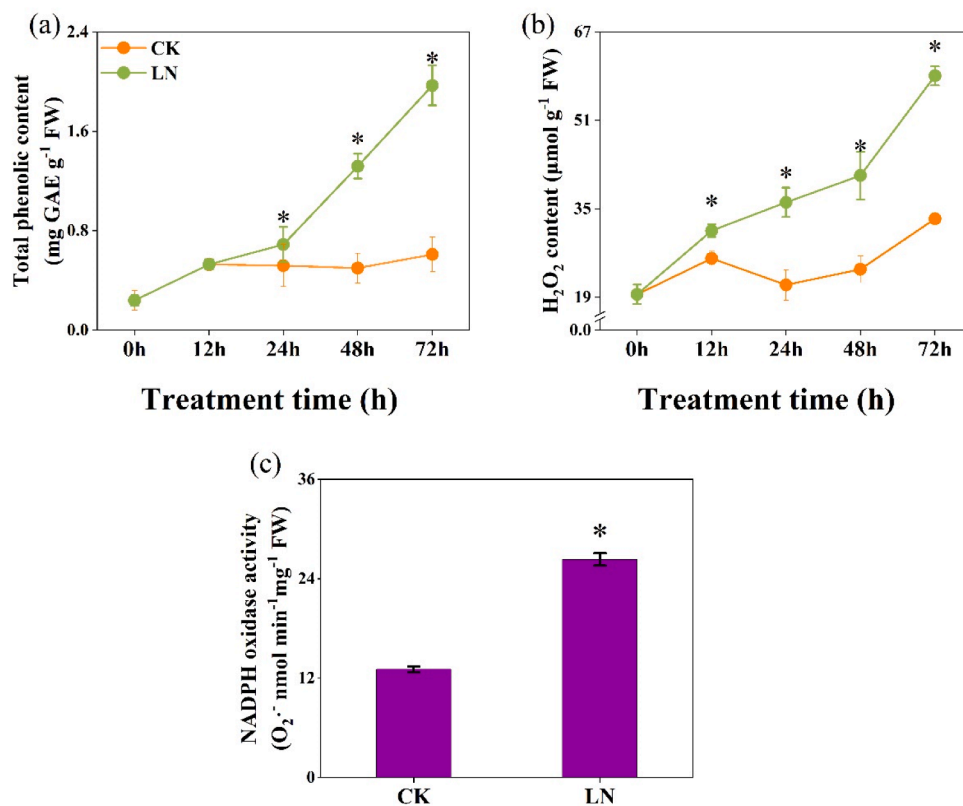 (a)
2.4
1.6
0.8
0.0
Total phenolic content
(mg GAE g⁻¹ FW)
CK
LN
*
*
*
0h
12h
24h
48h
72h
Treatment time (h)
(b)
67
51
35
19
0.0
H₂O₂ content (μmol g⁻¹ FW)
*
*
*
*
0h
12h
24h
48h
72h
Treatment time (h)
(c)
36
24
12
0
NADPH oxidase activity
(O₂·⁻ nmol min⁻¹mg⁻¹ FW)
*
CK
LN